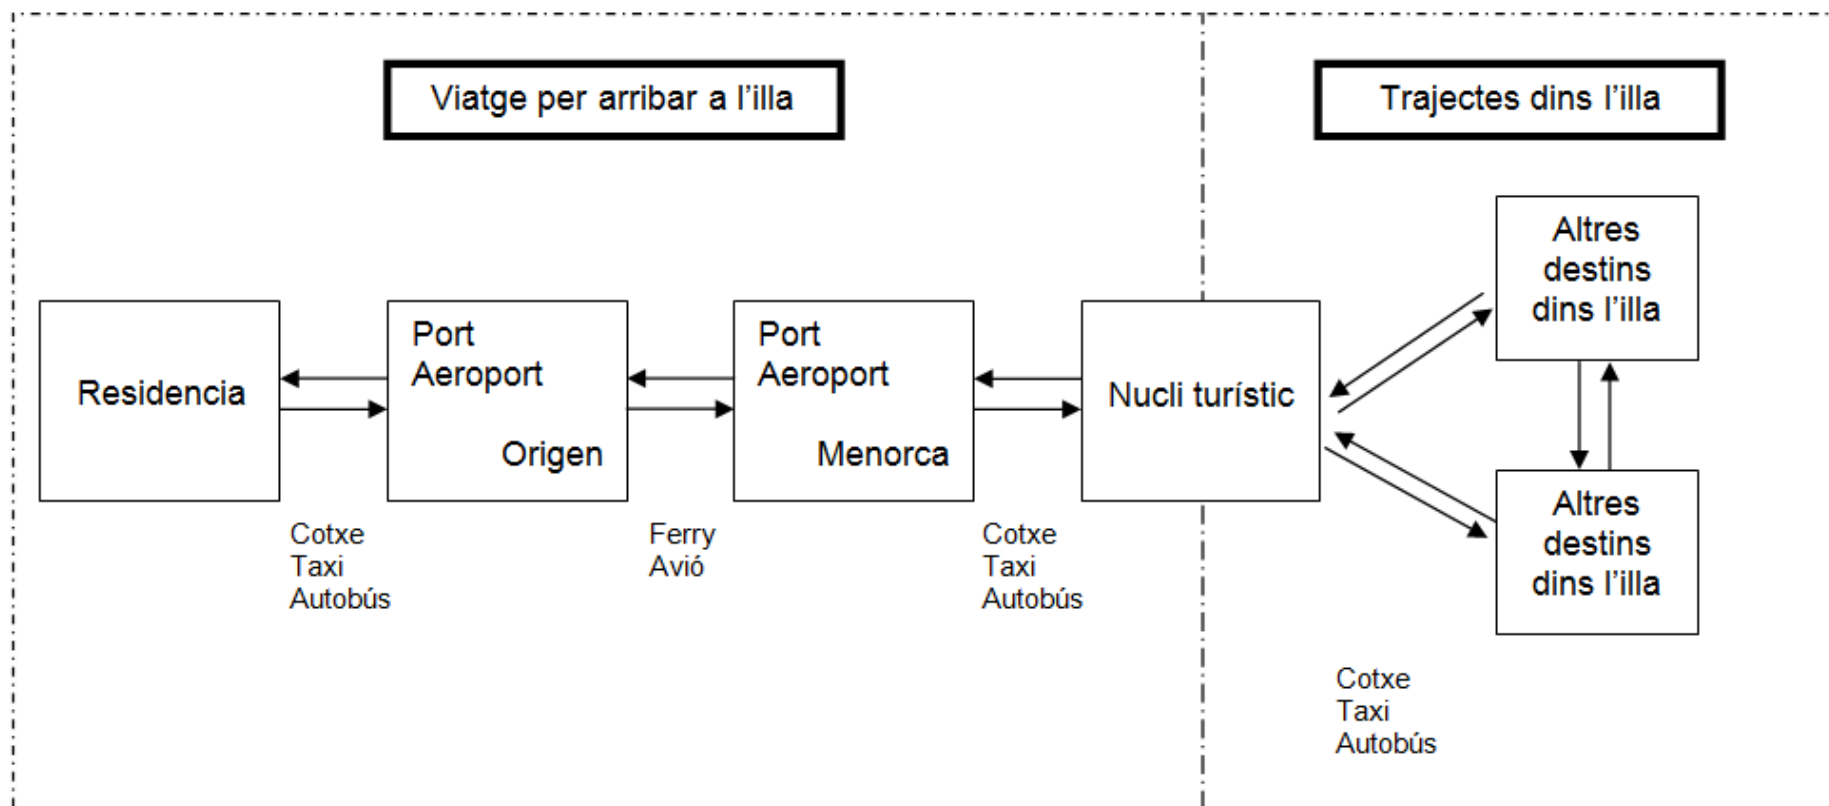 Viatge per arribar a l'illa
Trajectes dins l'illa
Residencia
Port
Aeroport
Origen
Port
Aeroport
Menorca
Nucli turístic
Altres
destins
dins l'illa
Altres
destins
dins l'illa
Cotxe
Taxi
Autobús
Ferry
Avió
Cotxe
Taxi
Autobús
Cotxe
Taxi
Autobús